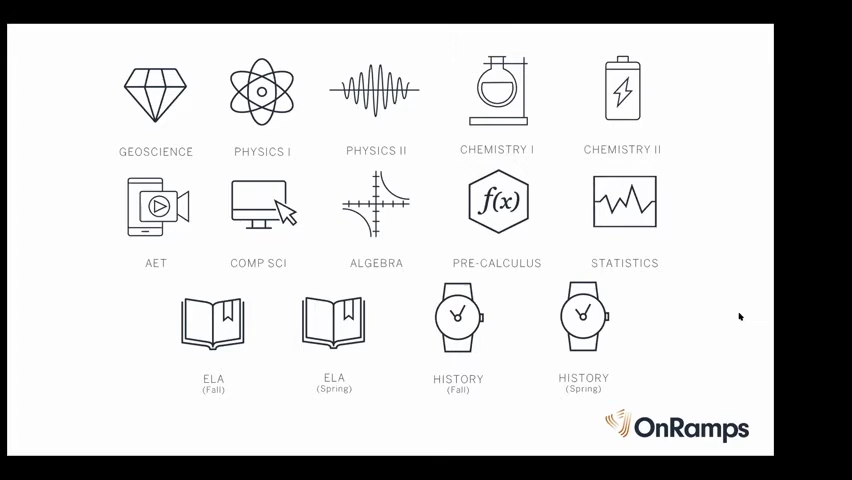 GEOSCIENCE PHYSICS I PHYSICS II CHEMISTRY I CHEMISTRY II
f(x)
AET COMP SCI ALGEBRA PRE-CALCULUS STATISTICS
ELA ELA HISTORY HISTORY
(Fall) (Spring) (Fall) (Spring)
OnRamps